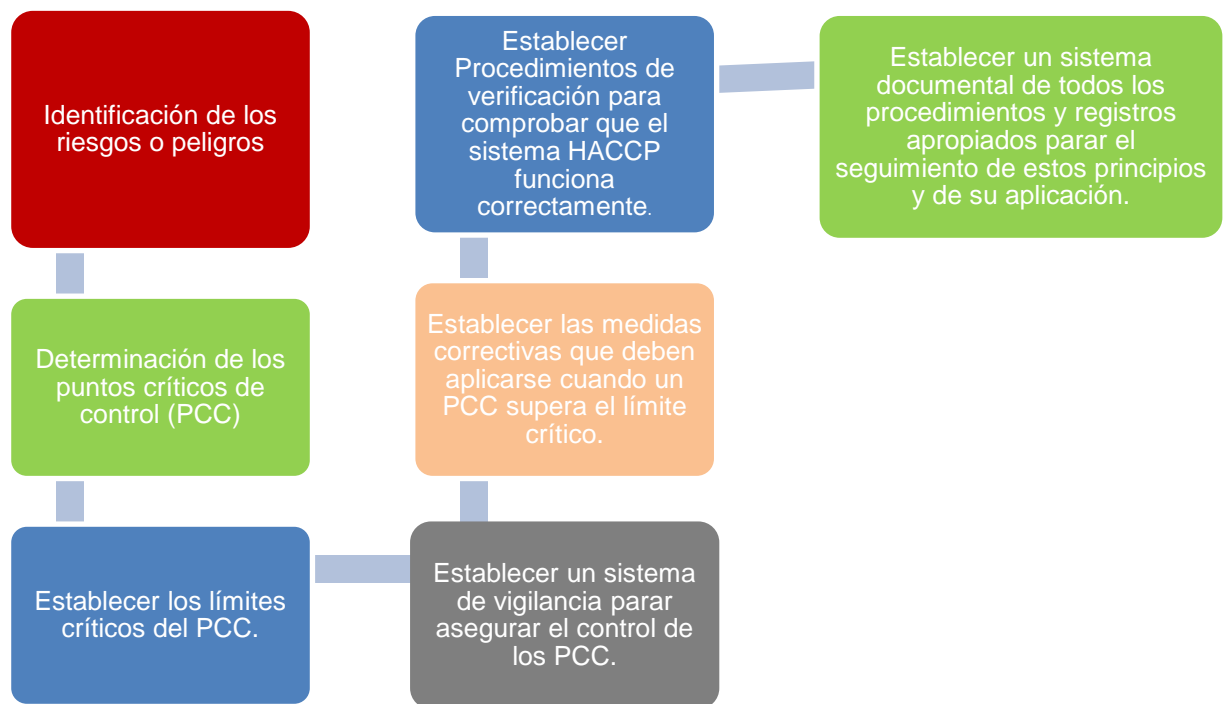 Identificación de los
riesgos o peligros
Determinación de los
puntos críticos de
control (PCC)
Establecer los límites
críticos del PCC.
Establecer un sistema
de vigilancia parar
asegurar el control de
los PCC.
Establecer las medidas
correctivas que deben
aplicarse cuando un
PCC supera el límite
crítico.
Establecer
Procedimientos de
verificación para
comprobar que el
sistema HACCP
funciona
correctamente.
Establecer un sistema
documental de todos los
procedimientos y registros
apropiados parar el
seguimiento de estos principios
y de su aplicación.